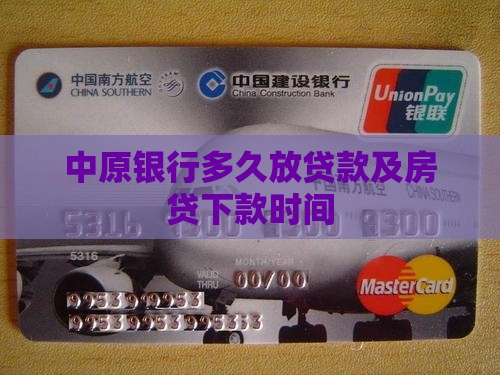 中国南方航空
CHINA SOUTHERN
中国建设银行
China Construction Bank
UnionPay
银联
中原银行多久放贷款及房
贷下款时间
5316
MONTH/YEAR
VALID
THRU
00/00
MasterCard